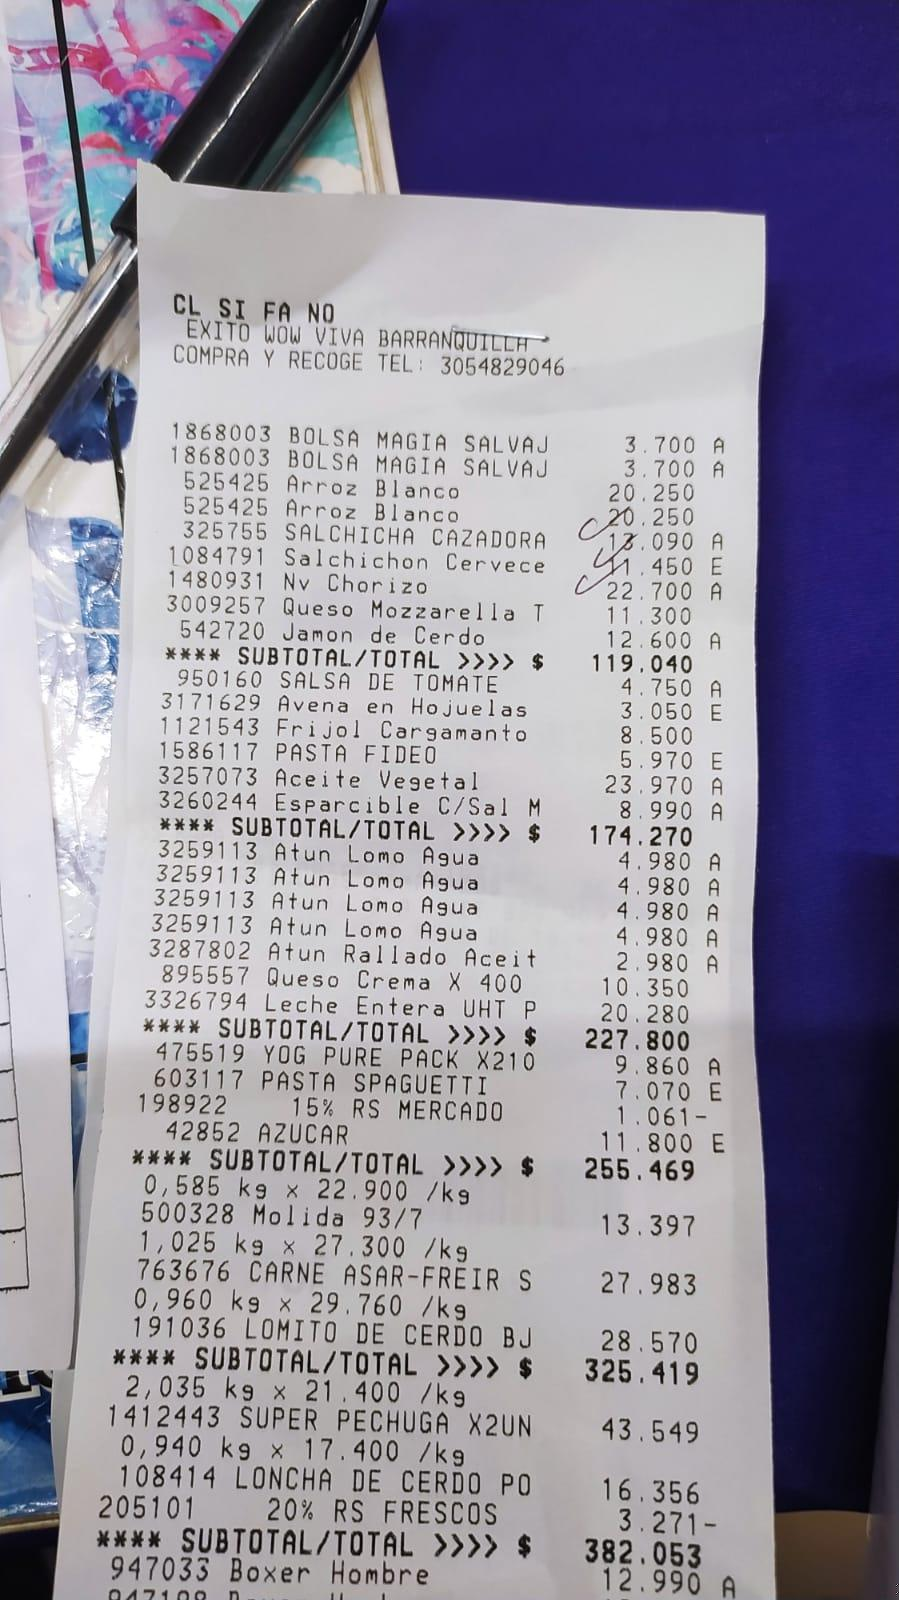 CL SI FA NO
EXITO WOW VIVA BARRANQUILLA
COMPRA Y RECOGE TEL: 3054829046
1868003 BOLSA MAGIA SALVAJ 3.700 A
1868003 BOLSA MAGIA SALVAJ 3.700 A
525425 Arroz Blanco 20.250
525425 Arroz Blanco 20.250
325755 SALCHICHA CAZADORA 13.090 A
1084791 Salchichon Cervece 11.450 E
1480931 Nv Chorizo 22.700 A
3009257 Queso Mozzarella T 11.300
542720 Jamon de Cerdo 12.600 A
**** SUBTOTAL/TOTAL >>>> $ 119.040
950160 SALSA DE TOMATE 4.750 A
3171629 Avena en Hojuelas 3.050 E
1121543 Frijol Cargamanto 8.500
1586117 PASTA FIDEO 5.970 E
3257073 Aceite Vegetal 23.970 A
3260244 Esparcible C/Sal M 8.990 A
**** SUBTOTAL/TOTAL >>>> $ 174.270
3259113 Atun Lomo Agua 4.980 A
3259113 Atun Lomo Agua 4.980 A
3259113 Atun Lomo Agua 4.980 A
3259113 Atun Lomo Agua 4.980 A
3287802 Atun Rallado Aceit 2.980 A
895557 Queso Crema X 400 10.350
3326794 Leche Entera UHT P 20.280
**** SUBTOTAL/TOTAL >>>> $ 227.800
475519 YOG PURE PACK X210 9.860 A
603117 PASTA SPAGUETTI 7.070 E
198922 15% RS MERCADO 1.061-
42852 AZUCAR 11.800 E
**** SUBTOTAL/TOTAL >>>> $ 255.469
0,585 kg x 22.900 /kg
500328 Molida 93/7 13.397
1,025 kg x 27.300 /kg
763676 CARNE ASAR-FREIR S 27.983
0,960 kg x 29.760 /kg
191036 LOMITO DE CERDO BJ 28.570
**** SUBTOTAL/TOTAL >>>> $ 325.419
2,035 kg x 21.400 /kg
1412443 SUPER PECHUGA X2UN 43.549
0,940 kg x 17.400 /kg
108414 LONCHA DE CERDO PO 16.356
205101 20% RS FRESCOS 3.271-
**** SUBTOTAL/TOTAL >>>> $ 382.053
947033 Boxer Hombre 12.990 A